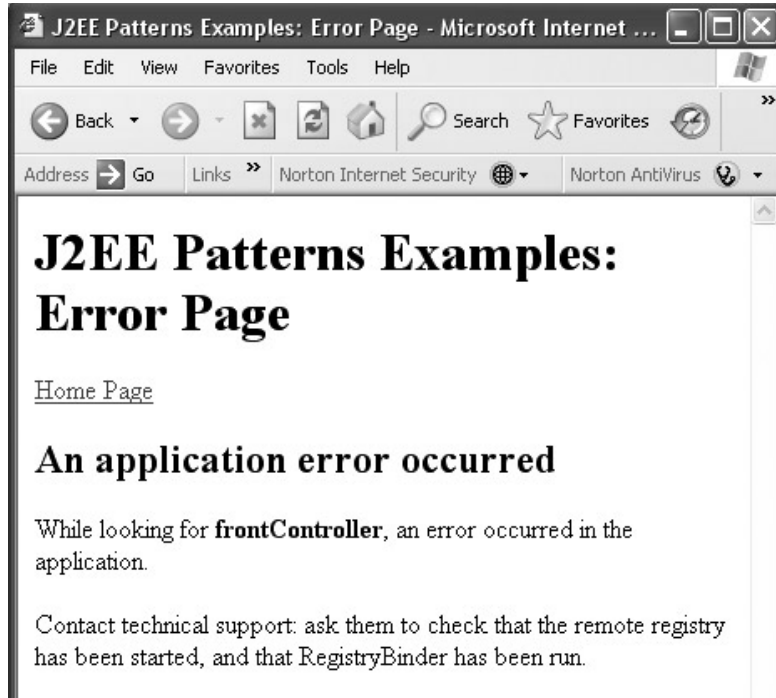 J2EE Patterns Examples: Error Page - Microsoft Internet ...
File Edit View Favorites Tools Help
Back Search Favorites »
Address Go Links » Norton Internet Security Norton AntiVirus
J2EE Patterns Examples:
Error Page
Home Page
An application error occurred
While looking for frontController, an error occurred in the
application.
Contact technical support: ask them to check that the remote registry
has been started, and that RegistryBinder has been run.